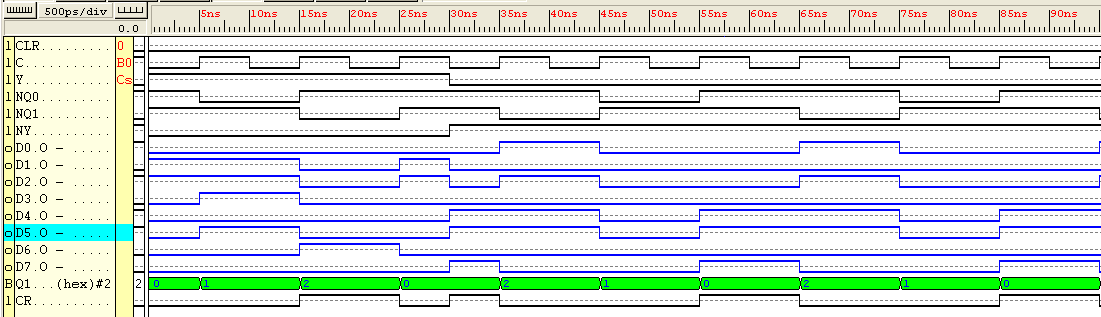 500ps/div
5ns 10ns 15ns 20ns 25ns 30ns 35ns 40ns 45ns 50ns 55ns 60ns 65ns 70ns 75ns 80ns 85ns 90ns
0.0
1 CLR........ 0
1 C.......... B0
1 Y.......... Cs
1 NQ0........
1 NQ1........
1 NY.........
o D0.O - .....
o D1.O - .....
o D2.O - .....
o D3.O - .....
o D4.O - .....
o D5.O - .....
o D6.O - .....
o D7.O - .....
B Q1...(hex)#2 2 0 1 2 0 2 1 0 2 1 0
1 CR.........